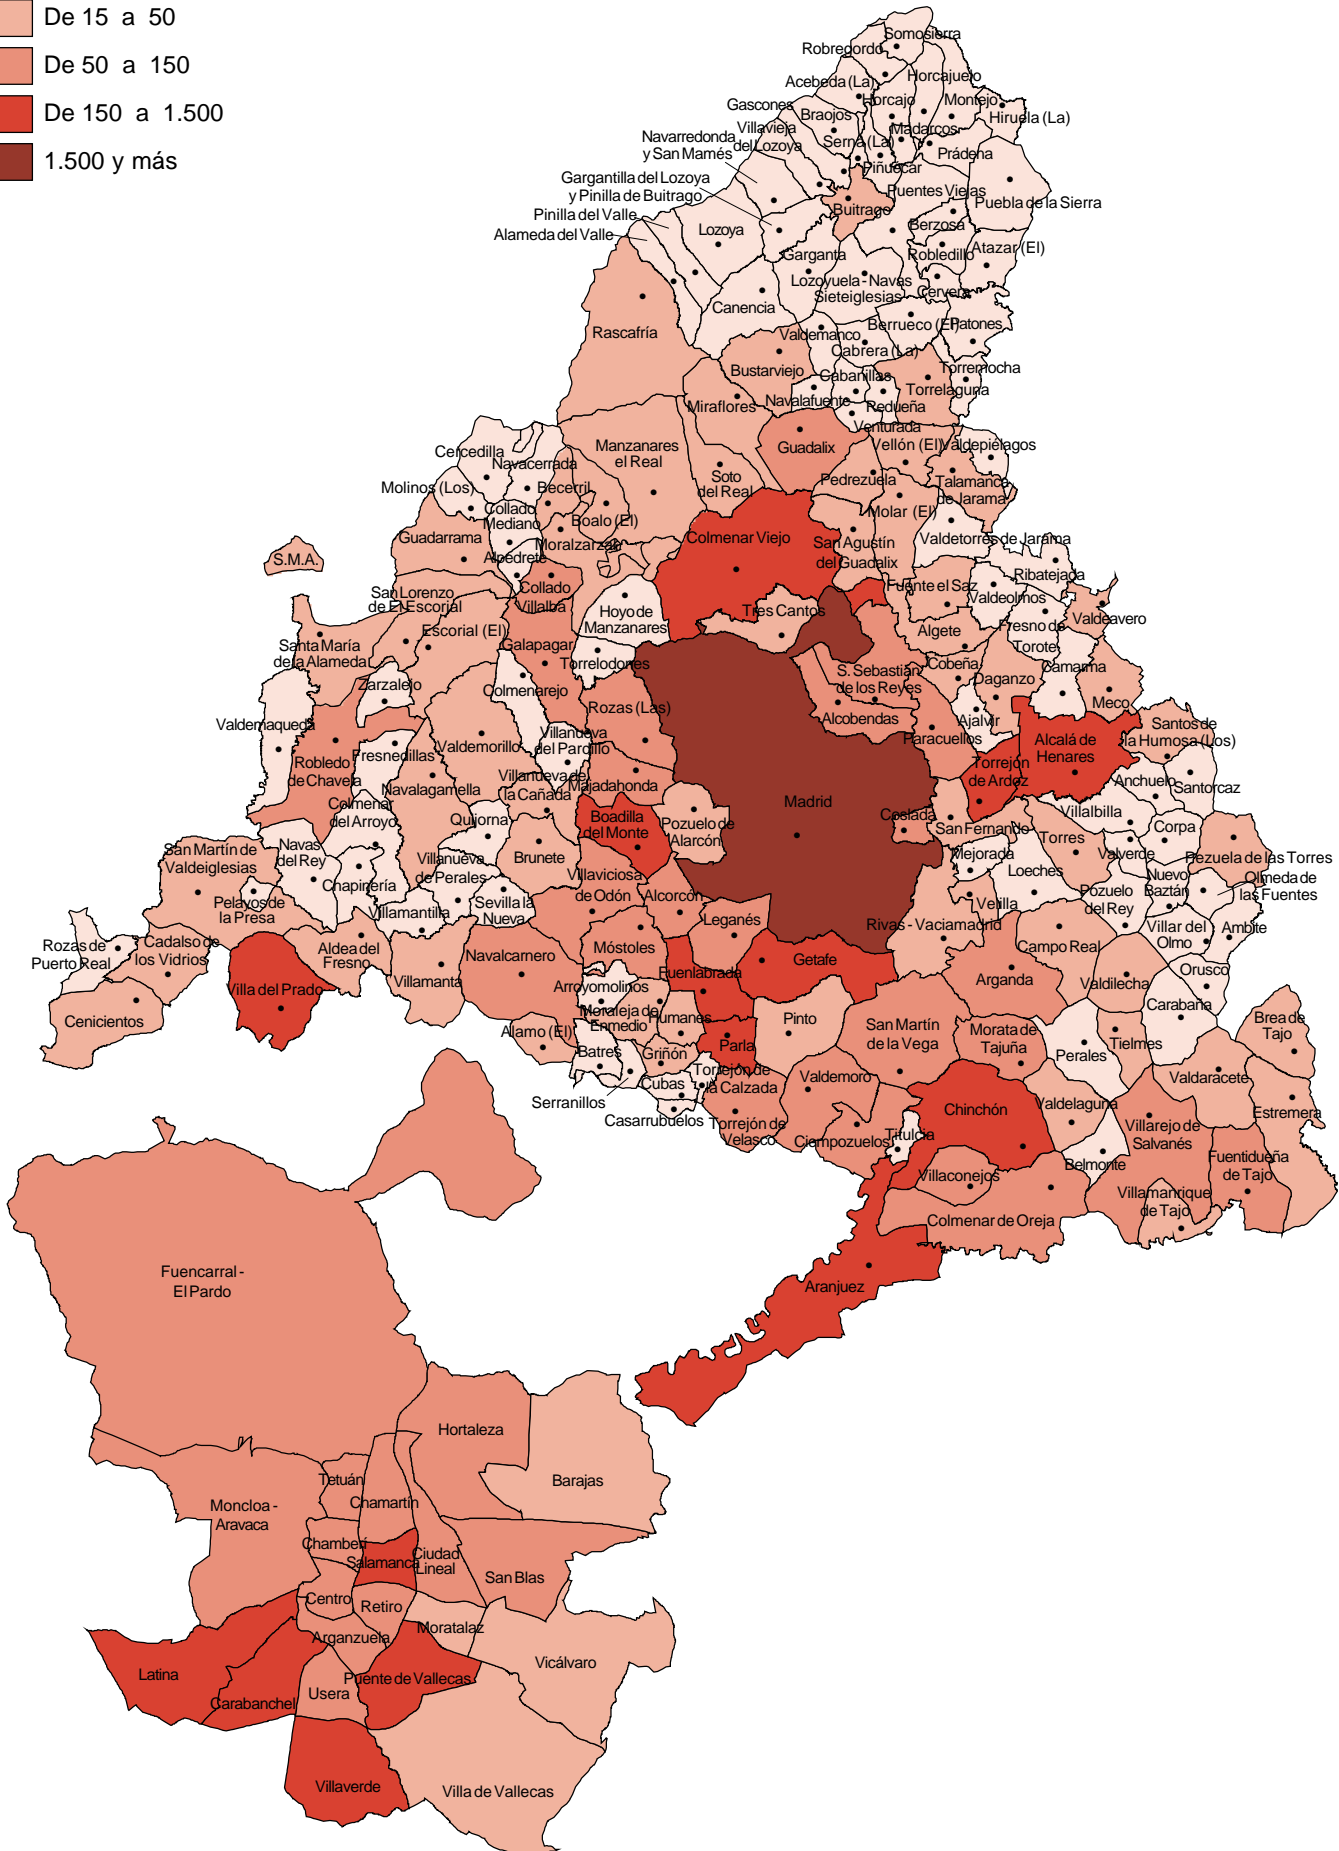 De 15 a 50
De 50 a 150
De 150 a 1.500
1.500 y más
Somosierra
Robregordo
Horcajuelo
Acebeda (La)
Horcajo
Montejo
Gascones
Braojos
Hiruela (La)
Villavieja
del Lozoya
Madarcos
Navarredonda
y San Mamés
Serna (La)
Prádena
Piñuécar
Gargantilla del Lozoya
y Pinilla de Buitrago
Puentes Viejas
Puebla de la Sierra
Pinilla del Valle
Buitrago
Alameda del Valle
Lozoya
Berzosa
Garganta
Robledillo
Atazar (El)
Lozoyuela - Navas
Sieteiglesias
Cervera
Canencia
Rascafría
Valdemanco
Berrueco (El)
Patones
Cabrera (La)
Bustarviejo
Cabanillas
Torremocha
Torrelaguna
Miraflores
Navalafuente
Redueña
Venturada
Cercedilla
Manzanares
el Real
Guadalix
Vellón (El)
Valdepiélagos
Navacerrada
Molinos (Los)
Becerril
Soto
del Real
Pedrezuela
Talamanca
de Jarama
Collado
Mediano
Boalo (El)
Molar (El)
Guadarrama
Moralzarzal
Colmenar Viejo
San Agustín
del Guadalix
Valdetorres de Jarama
S.M.A.
Alpedrete
Ribatejada
San Lorenzo
de El Escorial
Collado
Villalba
Fuente el Saz
Valdeolmos
Hoyo de
Manzanares
Tres Cantos
Escorial (El)
Algete
Fresno de
Torote
Valdeavero
Santa María
de la Alameda
Galapagar
Torrelodones
Cobeña
Camarma
Zarzalejo
Colmenarejo
S. Sebastián
de los Reyes
Daganzo
Meco
Valdemaqueda
Rozas (Las)
Alcobendas
Ajalvir
Santos de
la Humosa (Los)
Villanueva
del Pardillo
Paracuellos
Alcalá de
Henares
Robledo
de Chavela
Fresnedillas
Valdemorillo
Torrejón
de Ardoz
Villanueva de
la Cañada
Majadahonda
Anchuelo
Santorcaz
Navalagamella
Madrid
Colmenar
del Arroyo
Boadilla
del Monte
Pozuelo de
Alarcón
Coslada
Villalbilla
Quijorna
San Fernando
Torres
Corpa
San Martín de
Valdeiglesias
Navas
del Rey
Brunete
Mejorada
Valverde
Pezuela de las Torres
Villanueva
de Perales
Villaviciosa
de Odón
Loeches
Nuevo
Baztán
Olmeda de
las Fuentes
Chapinería
Pelayos de
la Presa
Sevilla la
Nueva
Alcorcón
Velilla
Pozuelo
del Rey
Villamantilla
Leganés
Rivas - Vaciamadrid
Villar del
Olmo
Ambite
Rozas de
Puerto Real
Cadalso de
los Vidrios
Aldea del
Fresno
Móstoles
Campo Real
Navalcarnero
Getafe
Orusco
Villa del Prado
Villamanta
Fuenlabrada
Arganda
Valdilecha
Arroyomolinos
Carabaña
Cenicientos
Moraleja de
Enmedio
Humanes
Pinto
San Martín
de la Vega
Morata de
Tajuña
Brea de
Tajo
Alamo (El)
Parla
Tielmes
Batres
Griñón
Perales
Cubas
Torrejón de
la Calzada
Valdemoro
Valdaracete
Serranillos
Chinchón
Valdelaguna
Estremera
Casarrubuelos
Torrejón de
Velasco
Ciempozuelos
Titulcia
Villarejo de
Salvanés
Belmonte
Fuentidueña
de Tajo
Villaconejos
Villamanrique
de Tajo
Colmenar de Oreja
Aranjuez
Fuencarral -
El Pardo
Hortaleza
Barajas
Tetuán
Moncloa -
Aravaca
Chamartín
Chamberí
Salamanca
Ciudad
Lineal
San Blas
Centro
Retiro
Moratalaz
Arganzuela
Latina
Vicálvaro
Puente de Vallecas
Carabanchel
Usera
Villaverde
Villa de Vallecas